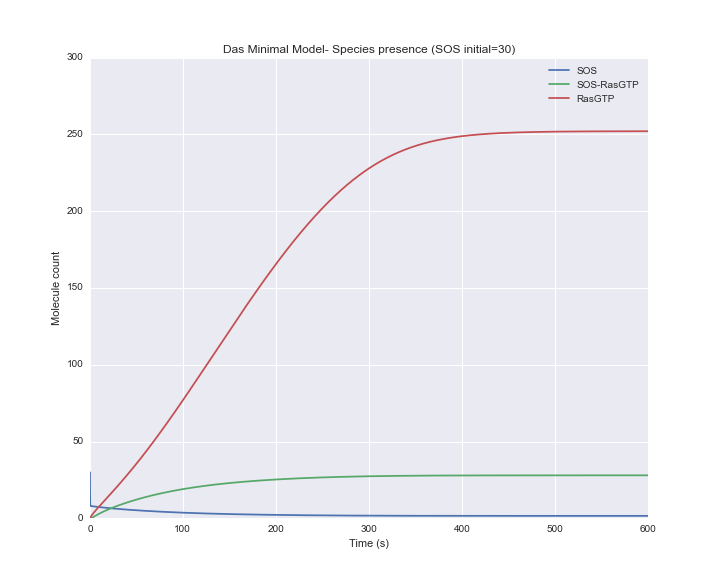 Das Minimal Model- Species presence (SOS initial=30)
300
250
200
150
100
50
0
SOS
SOS-RasGTP
RasGTP
Molecule count
0 100 200 300 400 500 600
Time (s)